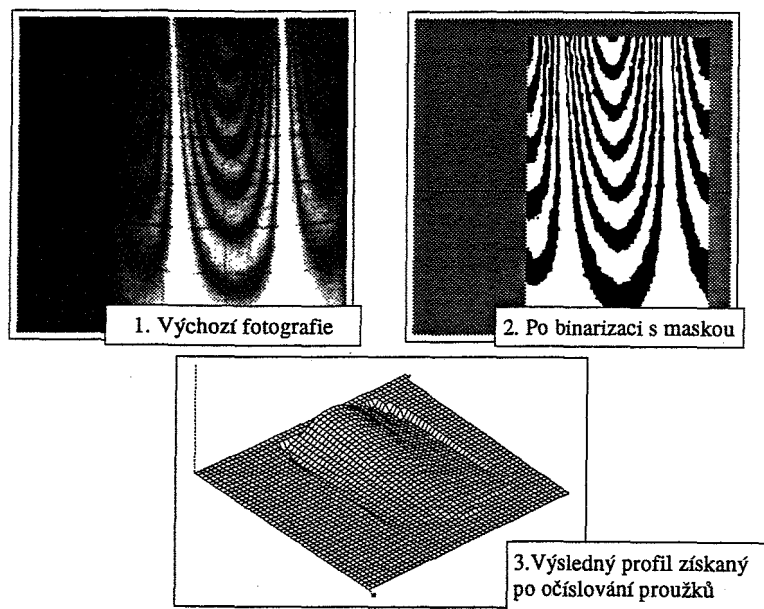 1. Výchozí fotografie
2. Po binarizaci s maskou
3.Výsledný profil získaný
po očíslování proužků